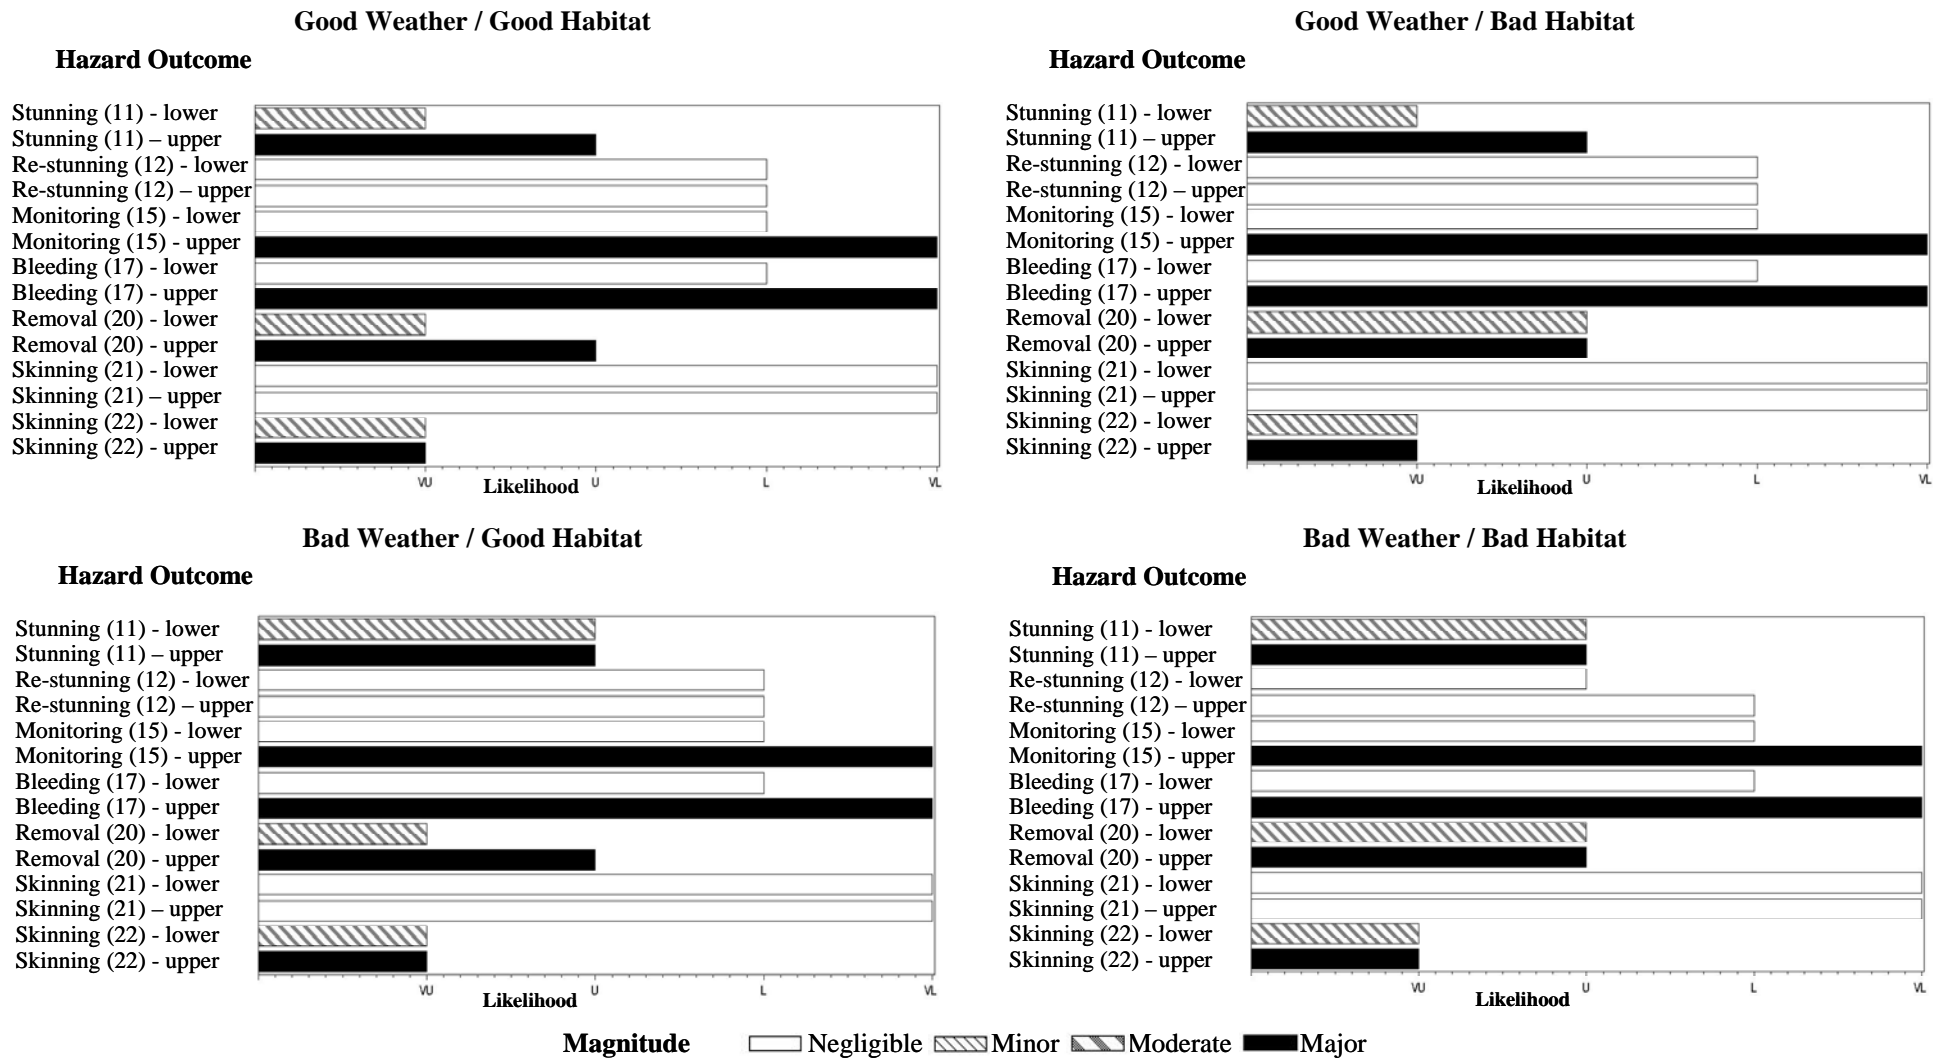 Good Weather / Good Habitat
Hazard Outcome
Stunning (11) - lower
Stunning (11) – upper
Re-stunning (12) - lower
Re-stunning (12) – upper
Monitoring (15) - lower
Monitoring (15) - upper
Bleeding (17) - lower
Bleeding (17) - upper
Removal (20) - lower
Removal (20) - upper
Skinning (21) - lower
Skinning (21) – upper
Skinning (22) - lower
Skinning (22) - upper
VU Likelihood U L VL
Good Weather / Bad Habitat
Hazard Outcome
Stunning (11) - lower
Stunning (11) – upper
Re-stunning (12) - lower
Re-stunning (12) – upper
Monitoring (15) - lower
Monitoring (15) - upper
Bleeding (17) - lower
Bleeding (17) - upper
Removal (20) - lower
Removal (20) - upper
Skinning (21) - lower
Skinning (21) – upper
Skinning (22) - lower
Skinning (22) - upper
VU Likelihood U L VL
Bad Weather / Good Habitat
Hazard Outcome
Stunning (11) - lower
Stunning (11) – upper
Re-stunning (12) - lower
Re-stunning (12) – upper
Monitoring (15) - lower
Monitoring (15) - upper
Bleeding (17) - lower
Bleeding (17) - upper
Removal (20) - lower
Removal (20) - upper
Skinning (21) - lower
Skinning (21) – upper
Skinning (22) - lower
Skinning (22) - upper
VU Likelihood U L VL
Bad Weather / Bad Habitat
Hazard Outcome
Stunning (11) - lower
Stunning (11) – upper
Re-stunning (12) - lower
Re-stunning (12) – upper
Monitoring (15) - lower
Monitoring (15) - upper
Bleeding (17) - lower
Bleeding (17) - upper
Removal (20) - lower
Removal (20) - upper
Skinning (21) - lower
Skinning (21) – upper
Skinning (22) - lower
Skinning (22) - upper
VU Likelihood U L VL
Magnitude Negligible Minor Moderate Major